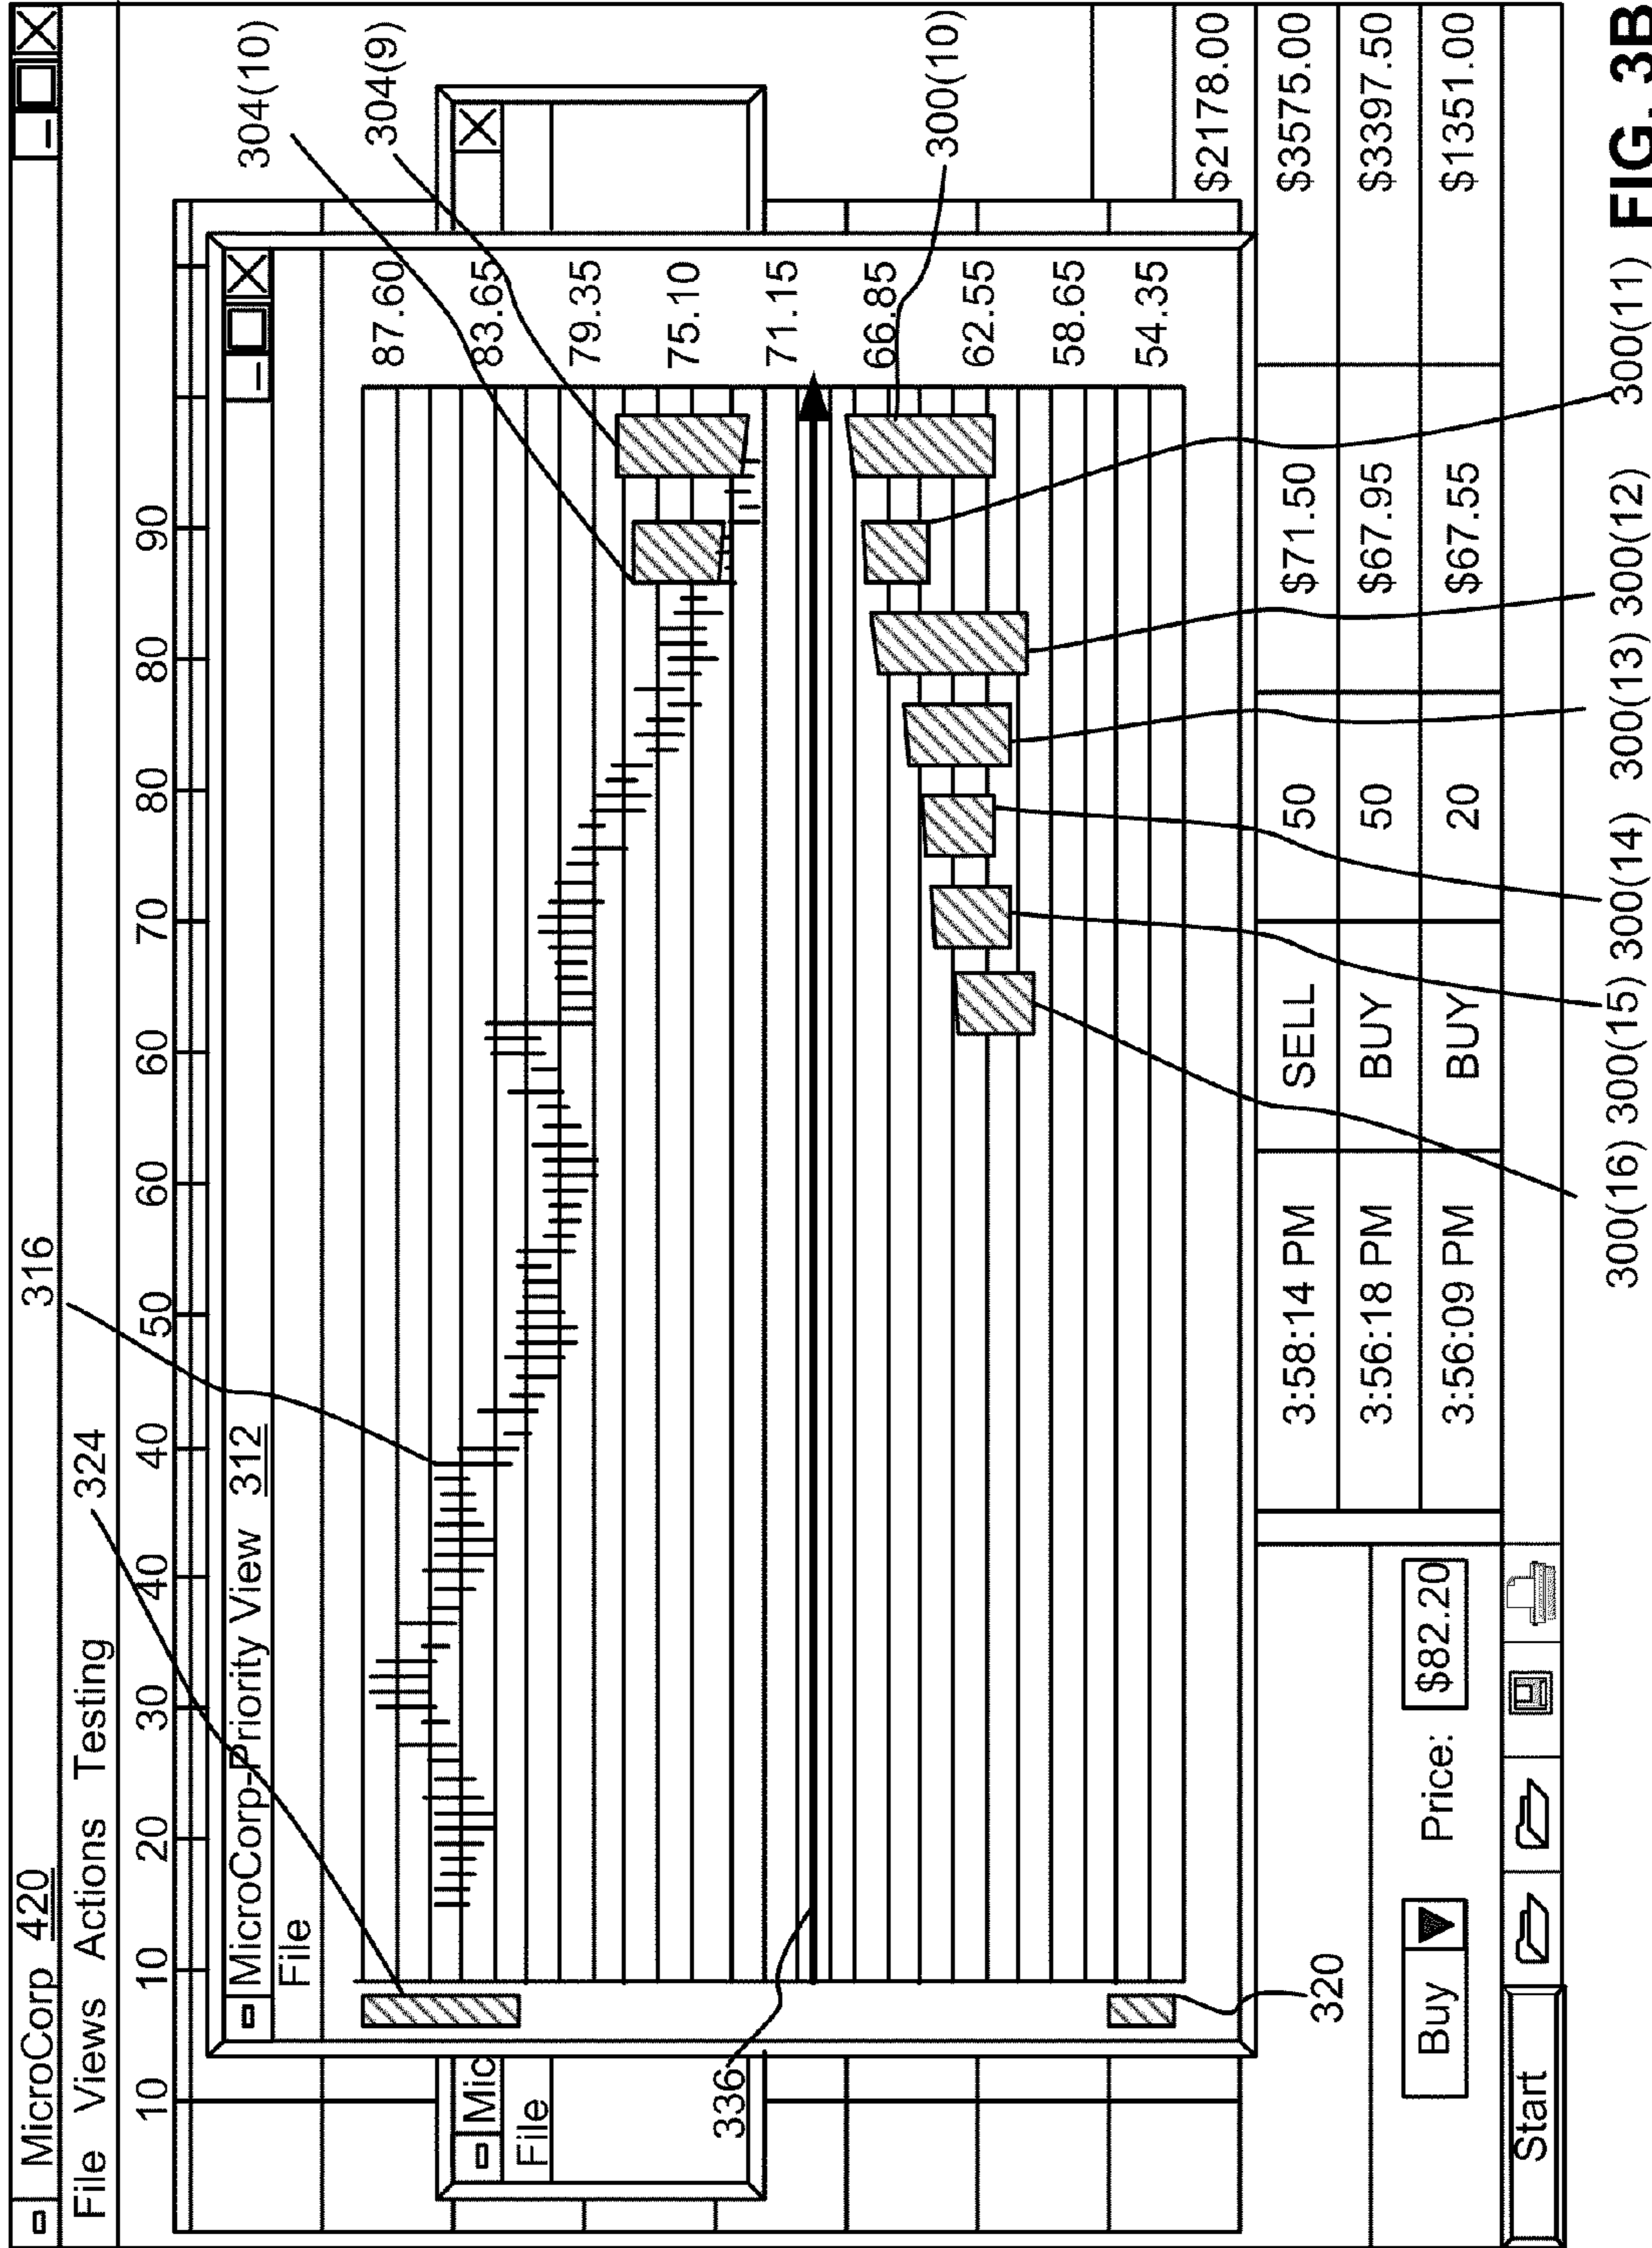 MicroCorp 420
316
File Views Actions Testing
324
10 10 20 30 40 40 50 60 60 70 80 80 90
MicroCorp-Priority View 312
File
304(10)
304(9)
87.60
83.65
79.35
75.10
71.15
66.85
62.55
58.65
54.35
Mic
File
336
300(10)
320
$2178.00
3:58:14 PM SELL 50 $71.50 $3575.00
3:56:18 PM BUY 50 $67.95 $3397.50
3:56:09 PM BUY 20 $67.55 $1351.00
Buy Price: $82.20
Start
300(16) 300(15) 300(14) 300(13) 300(12) 300(11)
FIG. 3B